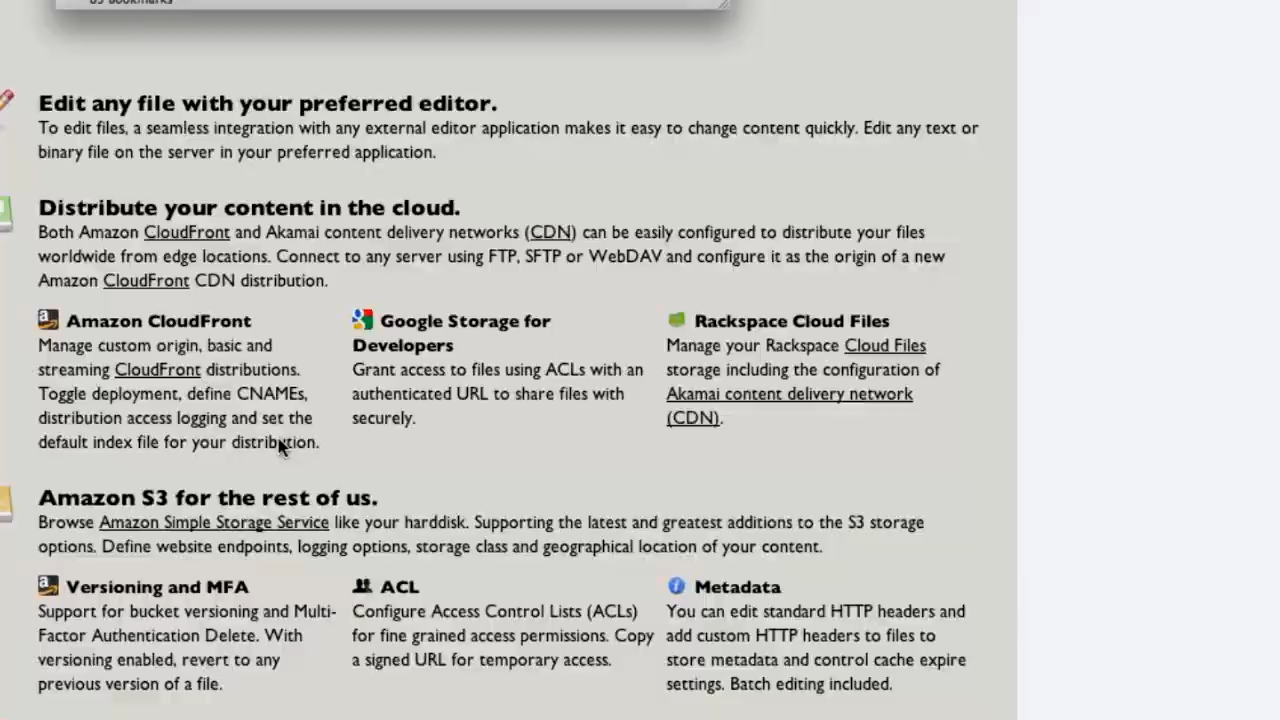 85 bookmarks
Edit any file with your preferred editor.
To edit files, a seamless integration with any external editor application makes it easy to change content quickly. Edit any text or
binary file on the server in your preferred application.
Distribute your content in the cloud.
Both Amazon CloudFront and Akamai content delivery networks (CDN) can be easily configured to distribute your files
worldwide from edge locations. Connect to any server using FTP, SFTP or WebDAV and configure it as the origin of a new
Amazon CloudFront CDN distribution.
Amazon CloudFront
Manage custom origin, basic and
streaming CloudFront distributions.
Toggle deployment, define CNAMEs,
distribution access logging and set the
default index file for your distribution.
Google Storage for
Developers
Grant access to files using ACLs with an
authenticated URL to share files with
securely.
Rackspace Cloud Files
Manage your Rackspace Cloud Files
storage including the configuration of
Akamai content delivery network
(CDN).
Amazon S3 for the rest of us.
Browse Amazon Simple Storage Service like your harddisk. Supporting the latest and greatest additions to the S3 storage
options. Define website endpoints, logging options, storage class and geographical location of your content.
Versioning and MFA
Support for bucket versioning and Multi-
Factor Authentication Delete. With
versioning enabled, revert to any
previous version of a file.
ACL
Configure Access Control Lists (ACLs)
for fine grained access permissions. Copy
a signed URL for temporary access.
Metadata
You can edit standard HTTP headers and
add custom HTTP headers to files to
store metadata and control cache expire
settings. Batch editing included.